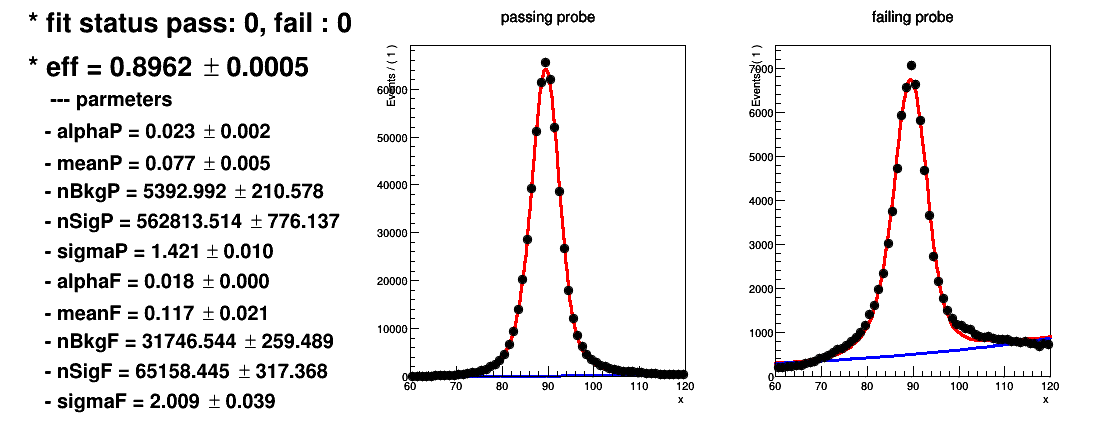 * fit status pass: 0, fail : 0
* eff = 0.8962 ± 0.0005
--- parmeters
- alphaP = 0.023 ± 0.002
- meanP = 0.077 ± 0.005
- nBkgP = 5392.992 ± 210.578
- nSigP = 562813.514 ± 776.137
- sigmaP = 1.421 ± 0.010
- alphaF = 0.018 ± 0.000
- meanF = 0.117 ± 0.021
- nBkgF = 31746.544 ± 259.489
- nSigF = 65158.445 ± 317.368
- sigmaF = 2.009 ± 0.039
passing probe
Events / ( 1 )
60000
50000
40000
30000
20000
10000
0
60 70 80 90 100 110 120
x
failing probe
Events / ( 1 )
7000
6000
5000
4000
3000
2000
1000
0
60 70 80 90 100 110 120
x